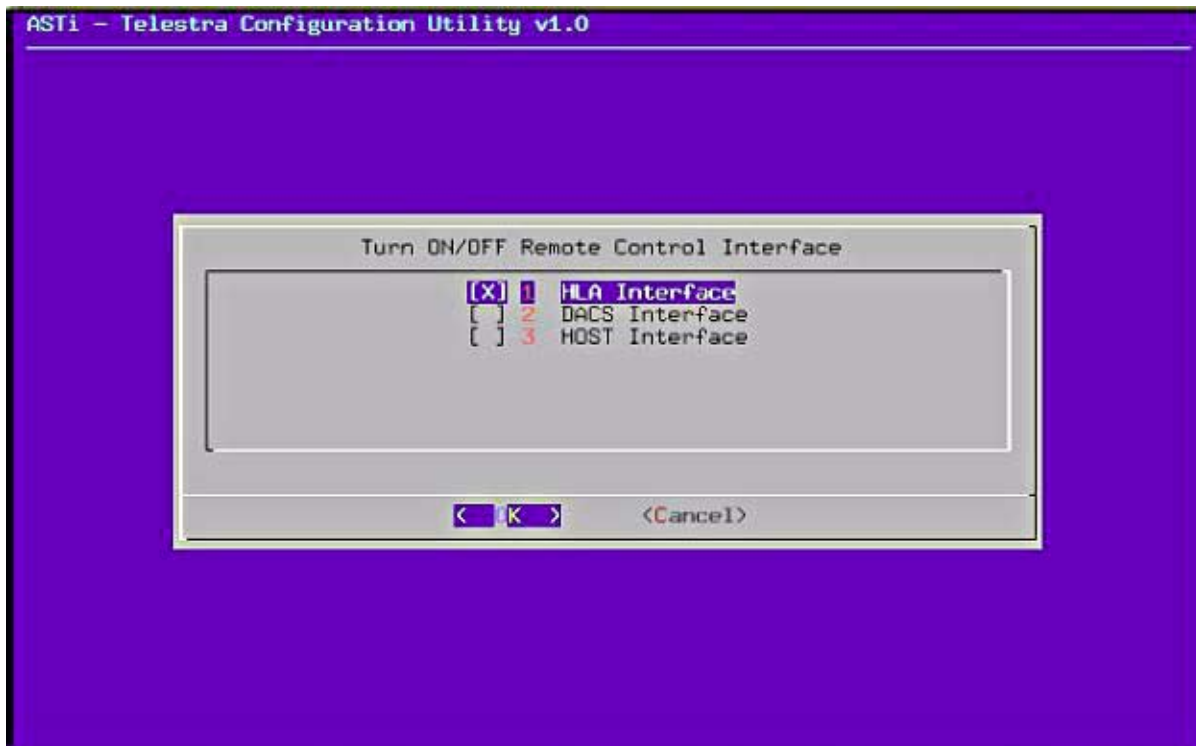 ASTi - Telestra Configuration Utility v1.0
Turn ON/OFF Remote Control Interface
[X] 1 HLA Interface
[ ] 2 DACS Interface
[ ] 3 HOST Interface
< OK > <Cancel>